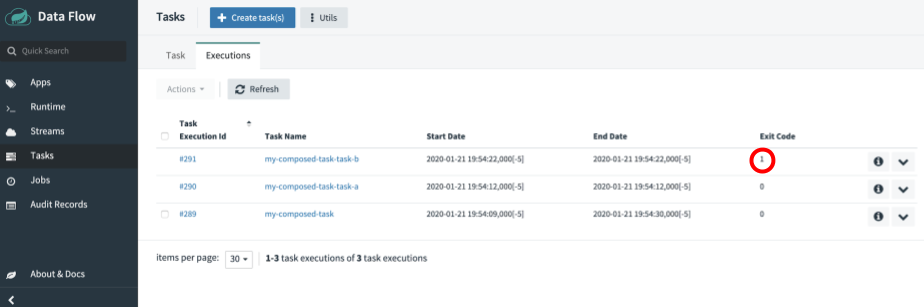 Data Flow
Tasks
Create task(s)
Utils
Quick Search
Task
Executions
Apps
Runtime
Streams
Tasks
Jobs
Audit Records
About & Docs
Actions
Refresh
Task Execution Id
Task Name
Start Date
End Date
Exit Code
#291 my-composed-task-task-b 2020-01-21 19:54:22,000[-5] 2020-01-21 19:54:22,000[-5] 1
#290 my-composed-task-task-a 2020-01-21 19:54:12,000[-5] 2020-01-21 19:54:12,000[-5] 0
#289 my-composed-task 2020-01-21 19:54:09,000[-5] 2020-01-21 19:54:30,000[-5] 0
items per page: 30 1-3 task executions of 3 task executions